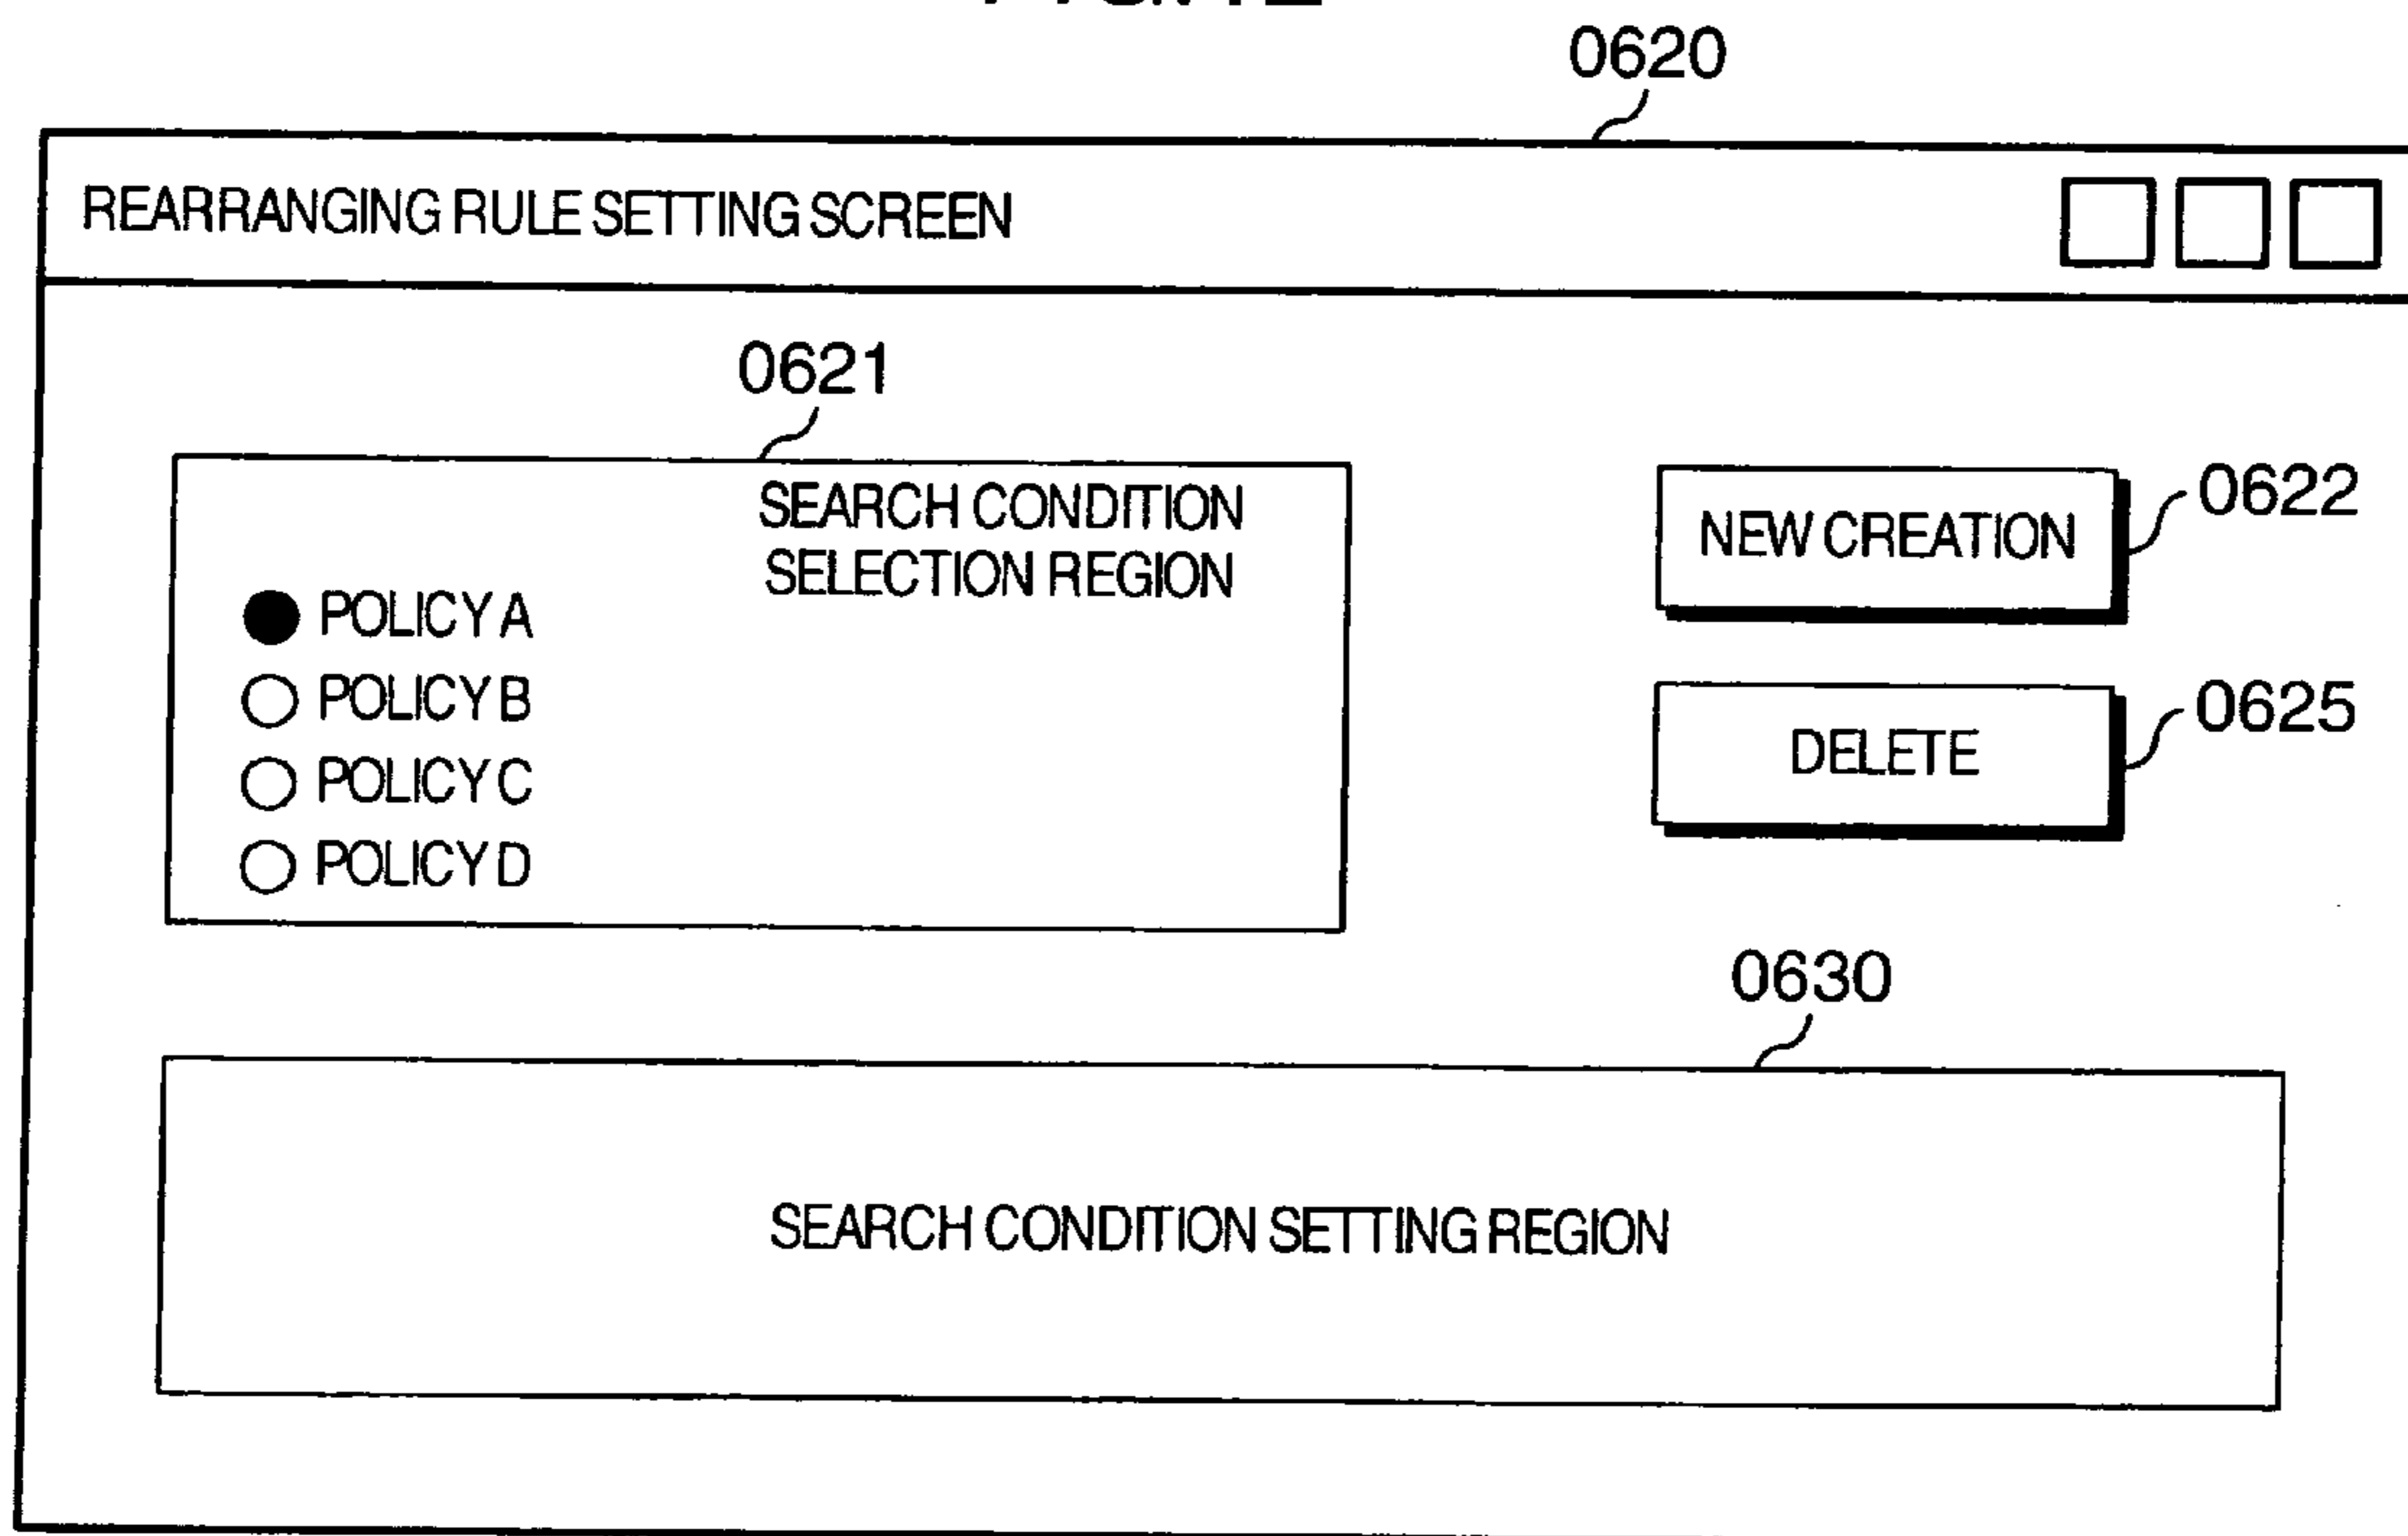 0620
REARRANGING RULE SETTING SCREEN
0621
SEARCH CONDITION
SELECTION REGION
POLICY A
POLICY B
POLICY C
POLICY D
NEW CREATION
0622
DELETE
0625
0630
SEARCH CONDITION SETTING REGION